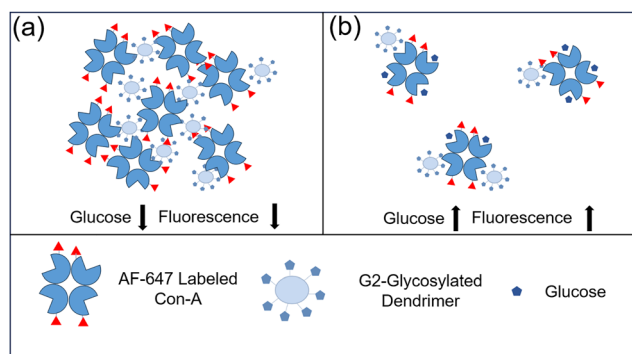 (a)
(b)
Glucose Fluorescence
Glucose Fluorescence
AF-647 Labeled
Con-A
G2-Glycosylated
Dendrimer
Glucose